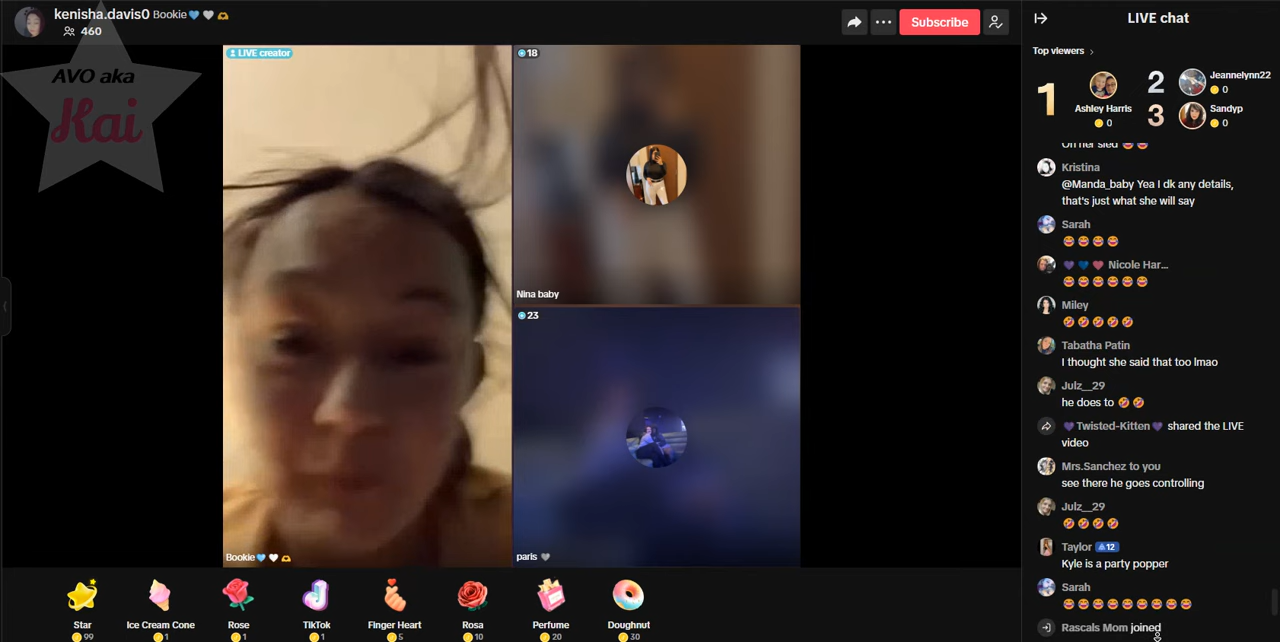 kenisha.davis0 Bookie💙🤍🫶
460
Subscribe
AVO aka
Kai
LIVE creator
Bookie💙🤍🫶
18
Nina baby
23
paris 🩶
Star
99
Ice Cream Cone
1
Rose
1
TikTok
1
Finger Heart
5
Rosa
10
Perfume
20
Doughnut
30
LIVE chat
Top viewers >
1
Ashley Harris
0
2
Jeannelynn22
0
3
Sandyp
0
On her sled 😂😂
Kristina
@Manda_baby Yea I dk any details,
that's just what she will say
Sarah
😂😂😂😂
💜💙❤️ Nicole Har...
😂😂😂😂😂😂
Miley
🤣🤣🤣🤣🤣
Tabatha Patin
I thought she said that too lmao
Julz__29
he does to 🤣🤣
💜Twisted-Kitten💜 shared the LIVE
video
Mrs.Sanchez to you
see there he goes controlling
Julz__29
🤣🤣🤣🤣
Taylor 12
Kyle is a party popper
Sarah
😂😂😂😂😂😂😂😂😂
Rascals Mom joined